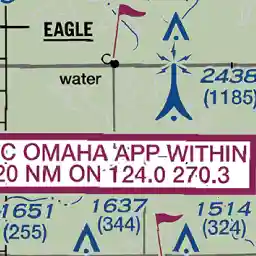 EAGLE
water
2438
(1185)
C OMAHA APP WITHIN
20 NM ON 124.0 270.3
1651
(255)
1637
(344)
1514
(324)